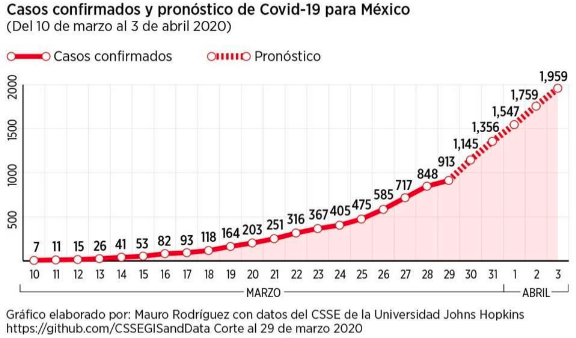 Casos confirmados y pronóstico de Covid-19 para México
(Del 10 de marzo al 3 de abril 2020)
Casos confirmados Pronóstico
2000
1500
1000
500
7 11 15 26 41 53 82 93 118 164 203 251 316 367 405 475 585 717 848 913 1,145 1,356 1,547 1,759 1,959
10 11 12 13 14 15 16 17 18 19 20 21 22 23 24 25 26 27 28 29 30 31 1 2 3
MARZO ABRIL
Gráfico elaborado por: Mauro Rodríguez con datos del CSSE de la Universidad Johns Hopkins
https://github.com/CSSEGISandData Corte al 29 de marzo 2020